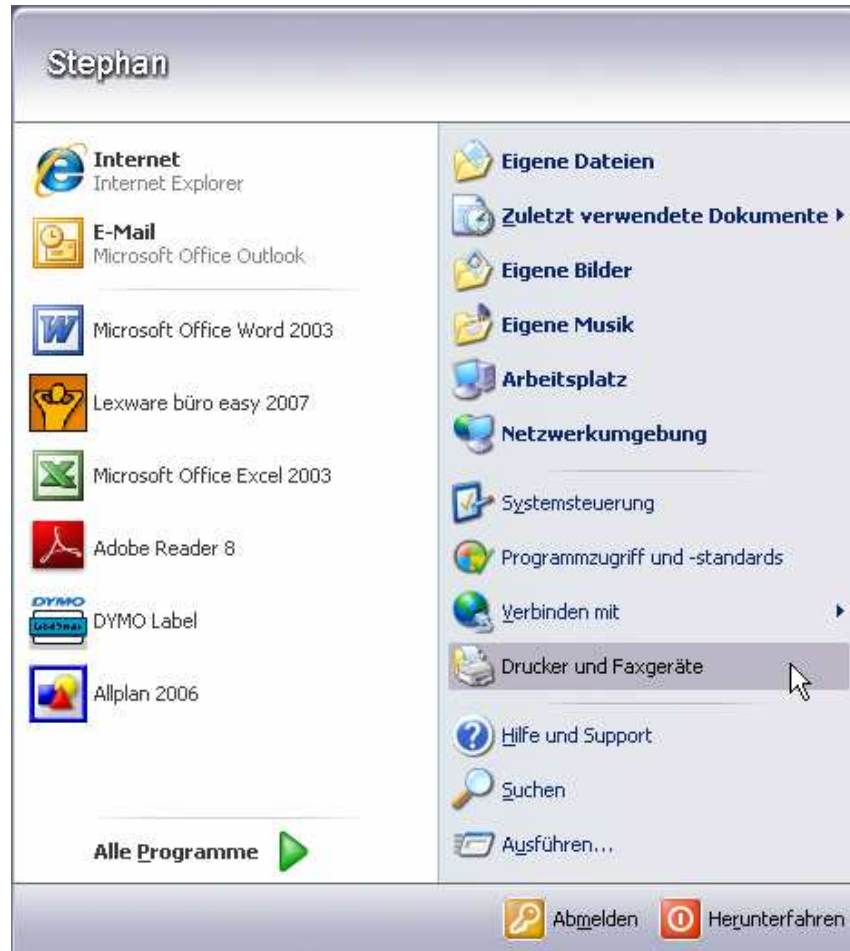 Stephan
Internet
Internet Explorer
E-Mail
Microsoft Office Outlook
Microsoft Office Word 2003
Lexware büro easy 2007
Microsoft Office Excel 2003
Adobe Reader 8
DYMO
DYMO Label
Allplan 2006
Alle Programme
Eigene Dateien
Zuletzt verwendete Dokumente
Eigene Bilder
Eigene Musik
Arbeitsplatz
Netzwerkumgebung
Systemsteuerung
Programmzugriff und -standards
Verbinden mit
Drucker und Faxgeräte
Hilfe und Support
Suchen
Ausführen...
Abmelden
Herunterfahren